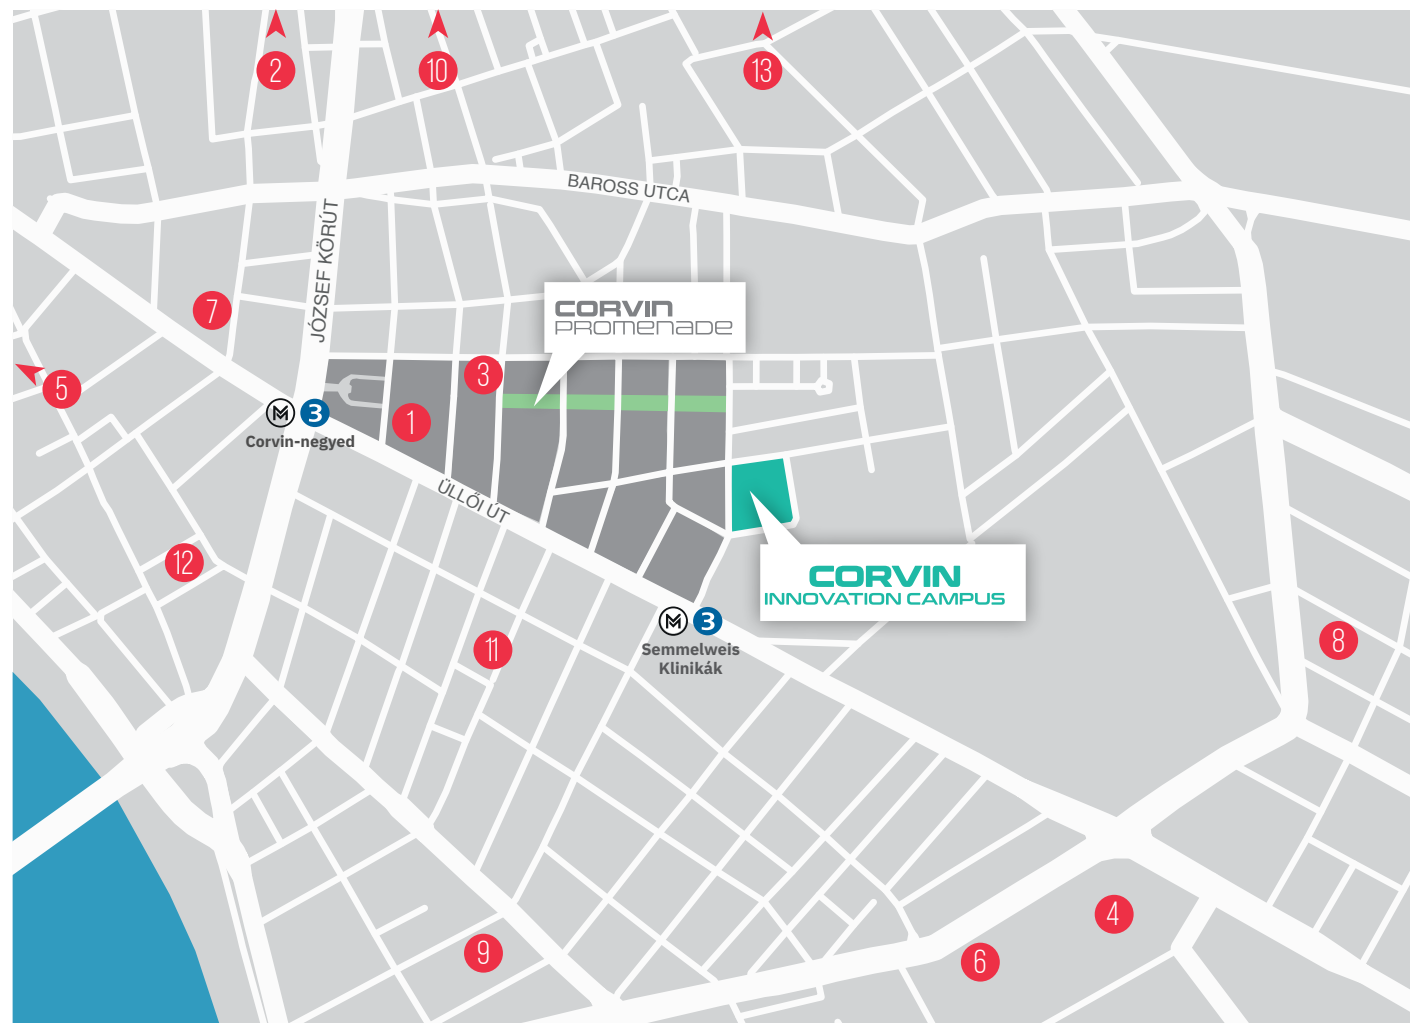 2
10
13
BAROSS UTCA
JÓZSEF KÖRÚT
7
CORVIN
PROMENADE
3
5
1
3
Corvin-negyed
ÜLLŐI ÚT
12
CORVIN
INNOVATION CAMPUS
3
Semmelweis
Klinikák
11
8
4
9
6